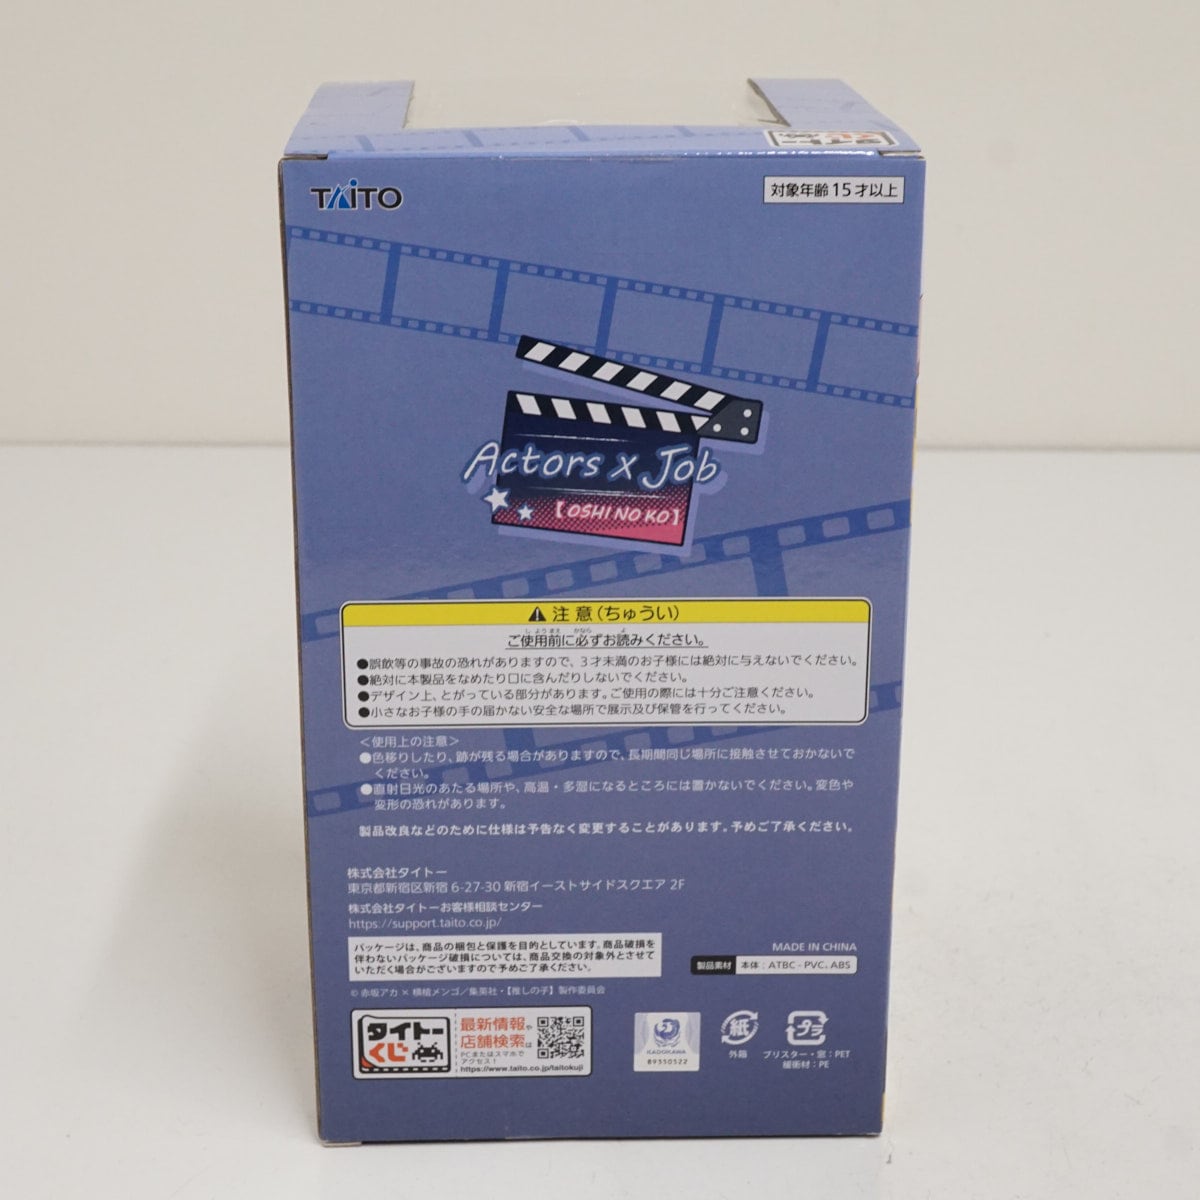 タイトーくじ
TAITO
対象年齢15才以上
Actors x Job
【OSHI NO KO】
注意(ちゅうい)
しようまえ かなら よ
ご使用前に必ずお読みください。
●誤飲等の事故の恐れがありますので、3才未満のお子様には絶対に与えないでください。
●絶対に本製品をなめたり口に含んだりしないでください。
●デザイン上、とがっている部分があります。ご使用の際には十分ご注意ください。
●小さなお子様の手の届かない安全な場所で展示及び保管を行ってください。
＜使用上の注意＞
●色移りしたり、跡が残る場合がありますので、長期間同じ場所に接触させておかないで
ください。
●直射日光のあたる場所や、高温・多湿になるところには置かないでください。変色や
変形の恐れがあります。
製品改良などのために仕様は予告なく変更することがあります。予めご了承ください。
株式会社タイトー
東京都新宿区新宿 6-27-30 新宿イーストサイドスクエア 2F
株式会社タイトーお客様相談センター
https://support.taito.co.jp/
パッケージは、商品の梱包と保護を目的としています。商品破損を
伴わないパッケージ破損については、商品交換の対象外とさせて
いただく場合がございますので予めご了承ください。
MADE IN CHINA
製品素材 本体：ATBC-PVC、ABS
© 赤坂アカ×横槍メンゴ／集英社・【推しの子】製作委員会
タイトーくじ
最新情報や
店舗検索は
PCまたはスマホで
アクセス！
https://www.taito.co.jp/taitokuji
KADOKAWA
89350522
紙
外箱
プラ
ブリスター・窓：PET
緩衝材：PE